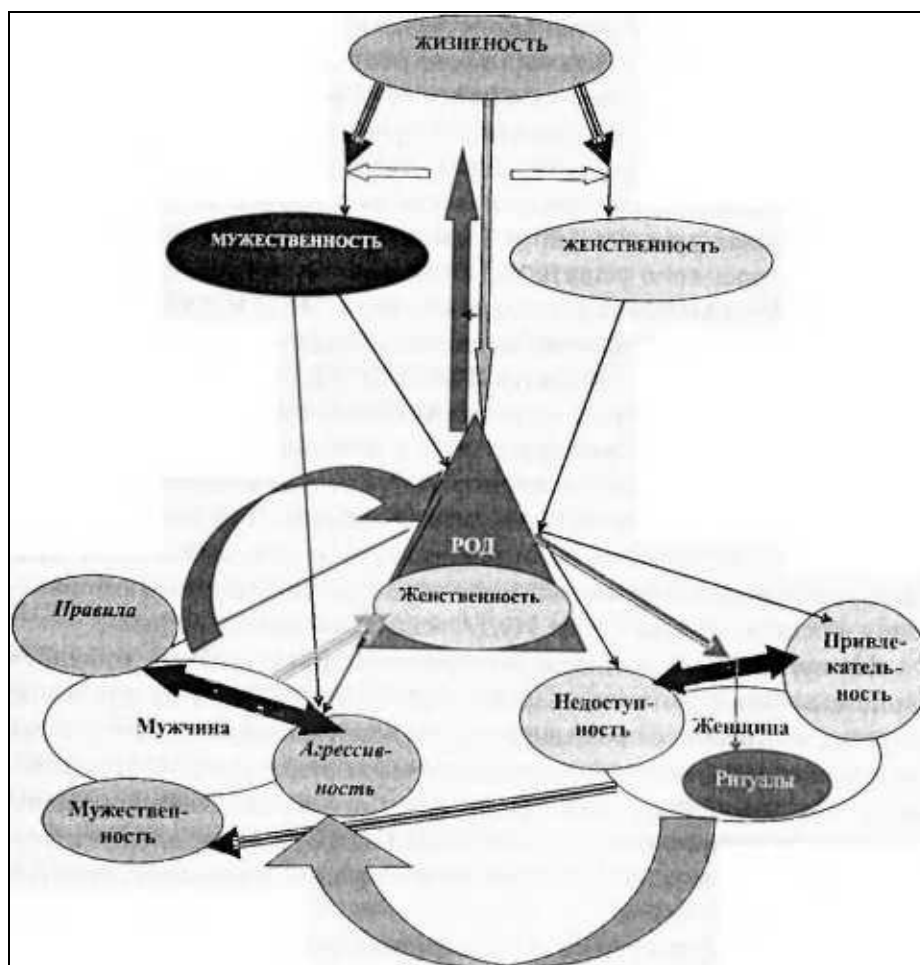 ЖИЗНЕНОСТЬ
МУЖЕСТВЕННОСТЬ
ЖЕНСТВЕННОСТЬ
РОД
Женственность
Правила
Мужчина
Агрессив-
ность
Мужествен-
ность
Недоступ-
ность
Женщина
Привле-
катель-
ность
Ритуалы